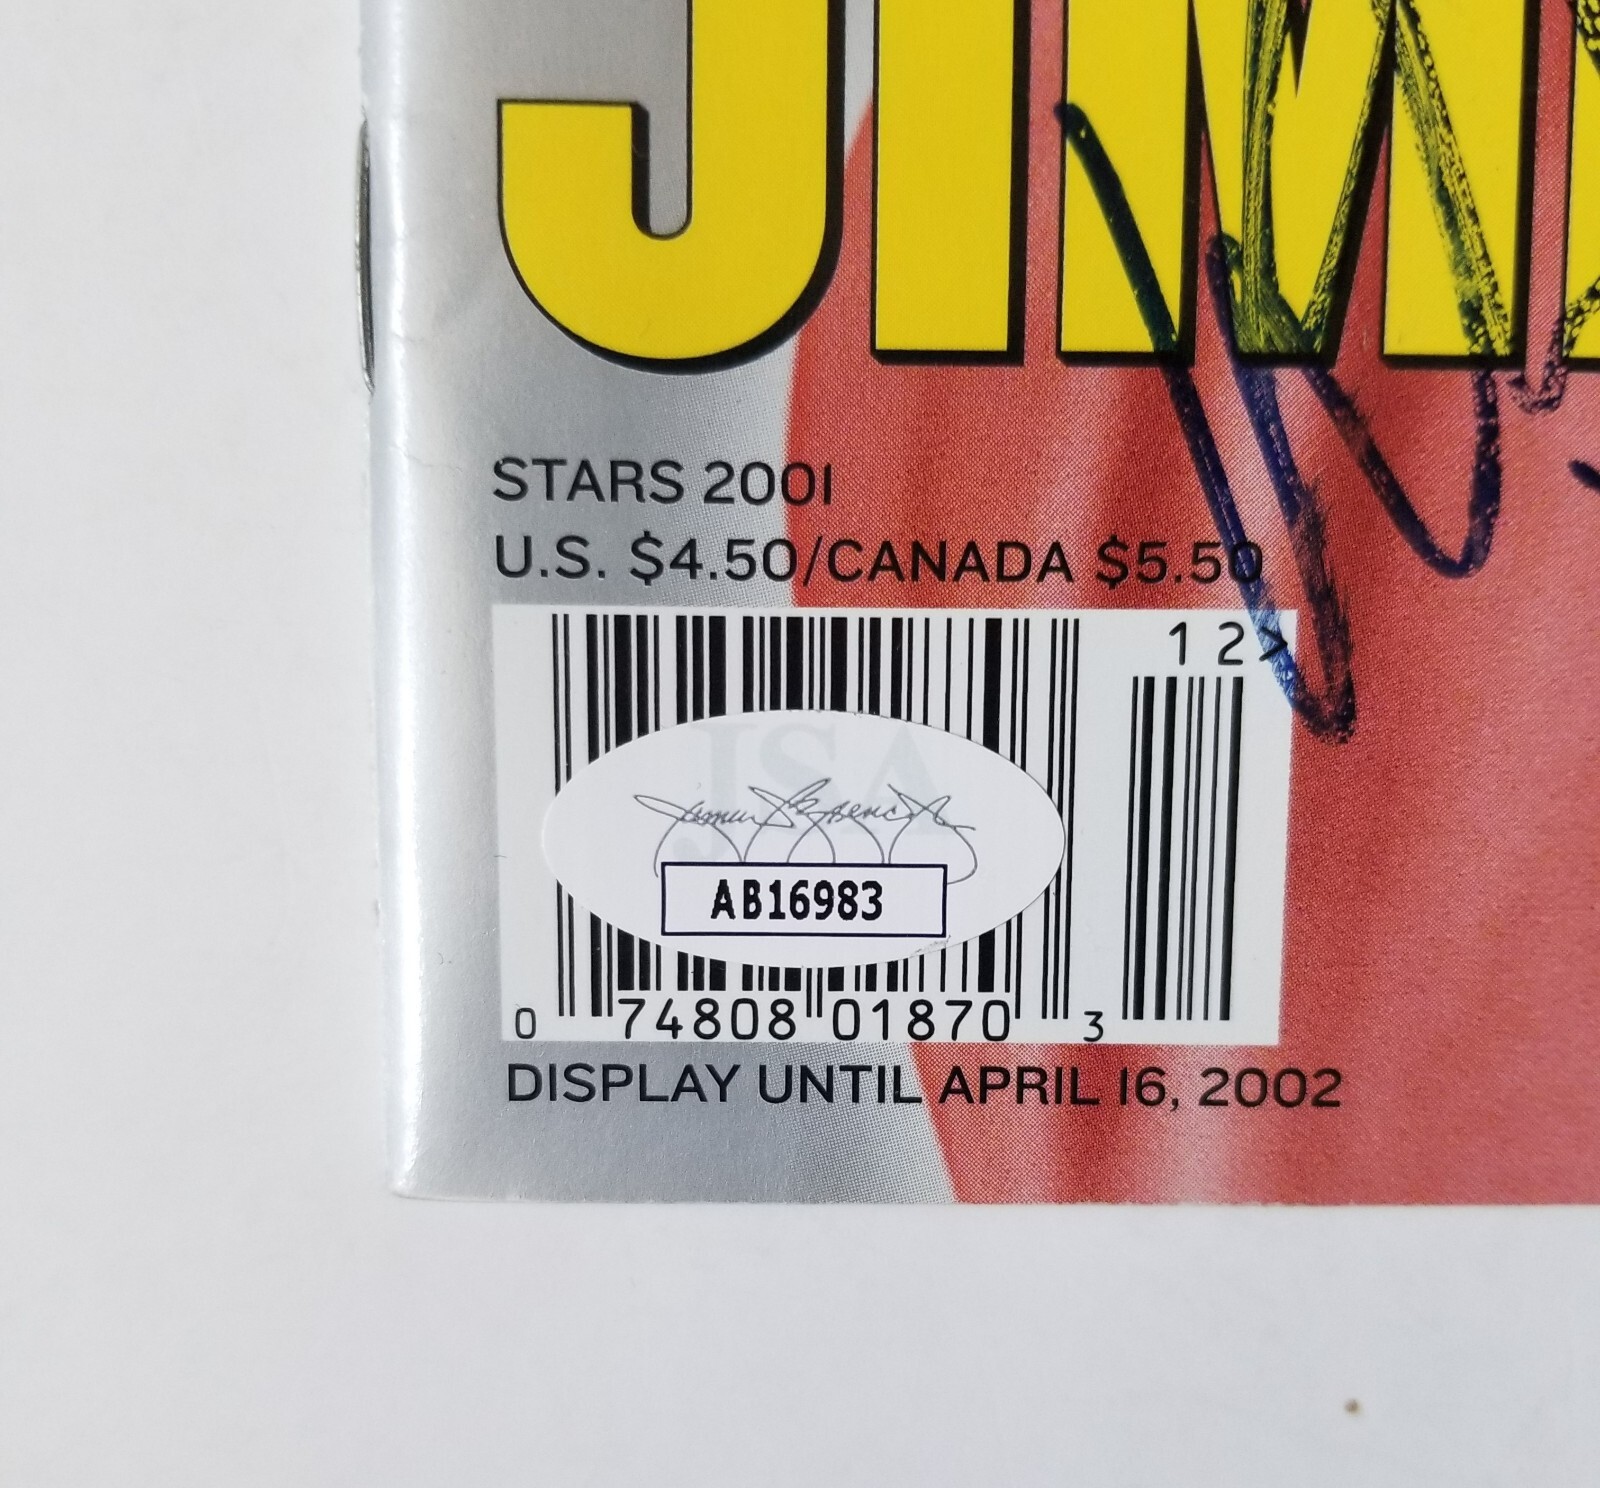 STARS 2001
U.S. $4.50/CANADA $5.50
12>
JSA
AB16983
0 74808 01870 3
DISPLAY UNTIL APRIL 16, 2002